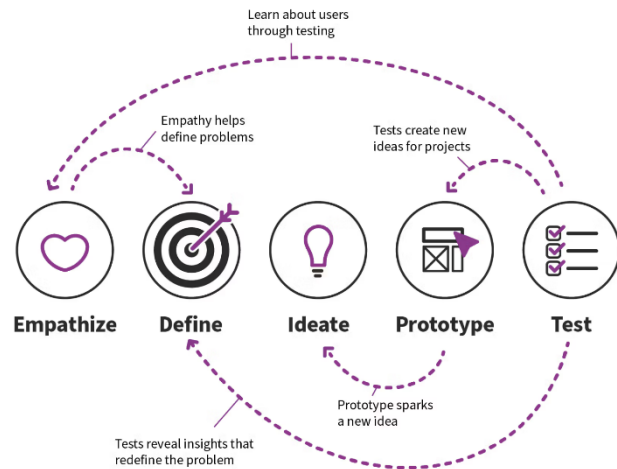 Learn about users
through testing
Empathy helps
define problems
Tests create new
ideas for projects
Empathize
Define
Ideate
Prototype
Test
Prototype sparks
a new idea
Tests reveal insights that
redefine the problem